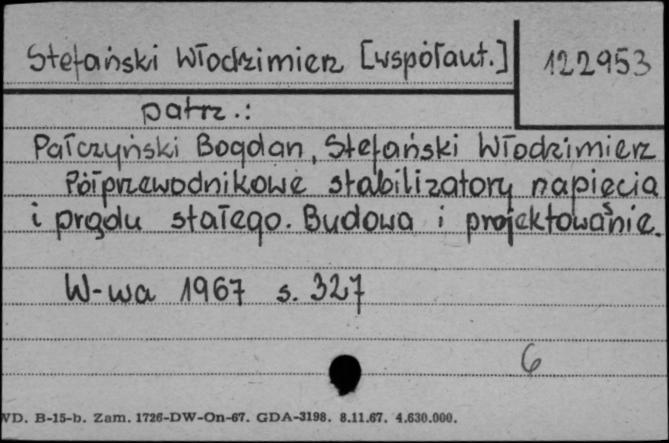 Stefański Włodzimierz [współaut.] 122953
patrz.:
Pałczyński Bogdan, Stefański Włodzimierz
Półprzewodnikowe stabilizatory napięcia
i prądu stałego. Budowa i projektowanie.
W-wa 1967 s. 327
6
WD. B-15-b. Zam. 1726-DW-On-67. GDA-3198. 8.11.67. 4.630.000.